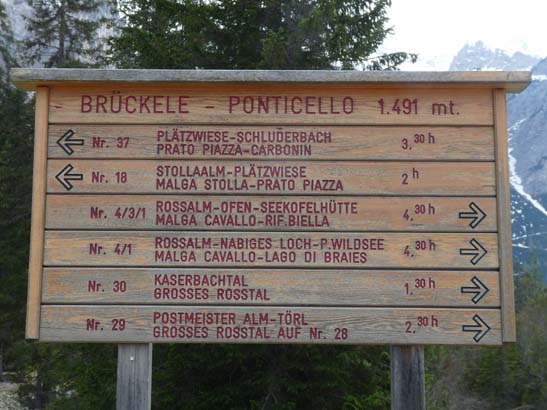 BRÜCKELE - PONTICELLO 1.491 mt.
Nr. 37 PLÄTZWIESE-SCHLUDERBACH 3.30 h
PRATO PIAZZA-CARBONIN
Nr. 18 STOLLAALM-PLÄTZWIESE 2 h
MALGA STOLLA-PRATO PIAZZA
Nr. 4/3/1 ROSSALM-OFEN-SEEKOFELHÜTTE 4.30 h
MALGA CAVALLO-RIF.BIELLA
Nr. 4/1 ROSSALM-NABIGES LOCH-P.WILDSEE 4.30 h
MALGA CAVALLO-LAGO DI BRAIES
Nr. 30 KASERBACHTAL 1.30 h
GROSSES ROSSTAL
Nr. 29 POSTMEISTER ALM-TÖRL 2.30 h
GROSSES ROSSTAL AUF Nr. 28